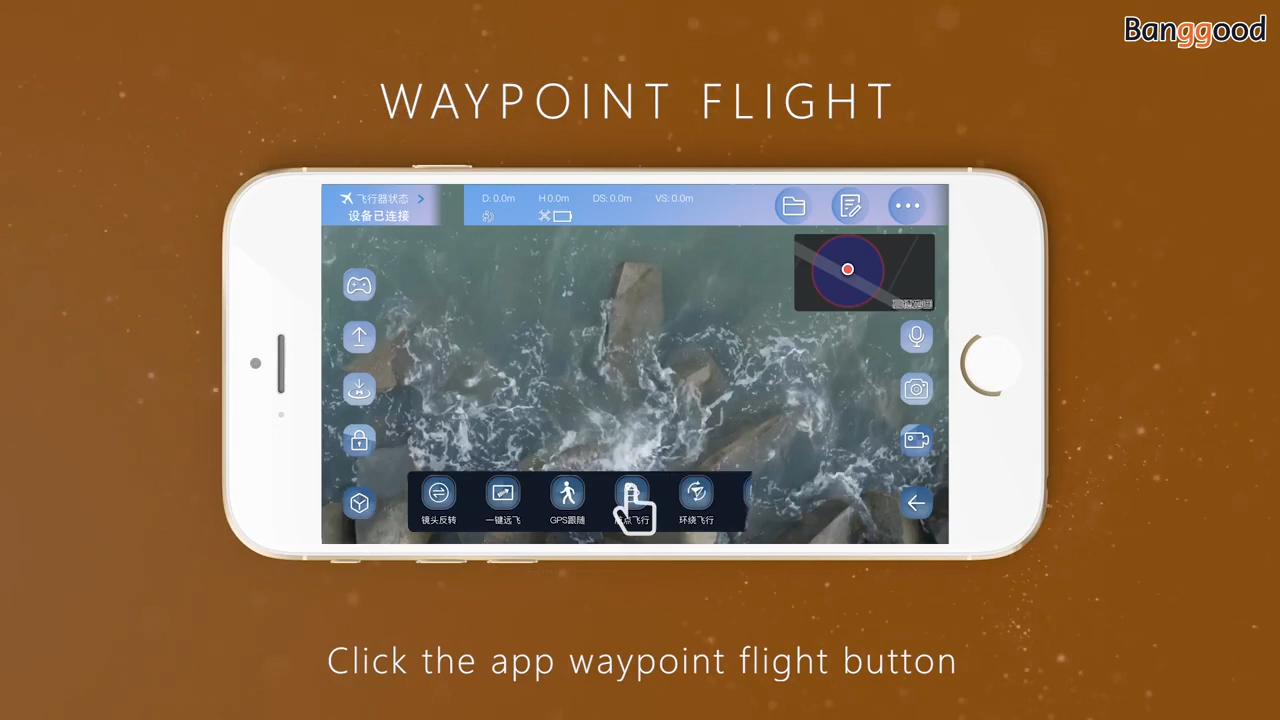 Banggood
WAYPOINT FLIGHT
飞行器状态
设备已连接
D: 0.0m H 0.0m DS: 0.0m VS: 0.0m
镜头反转 一键远飞 GPS跟随 点飞行 环绕飞行
Click the app waypoint flight button